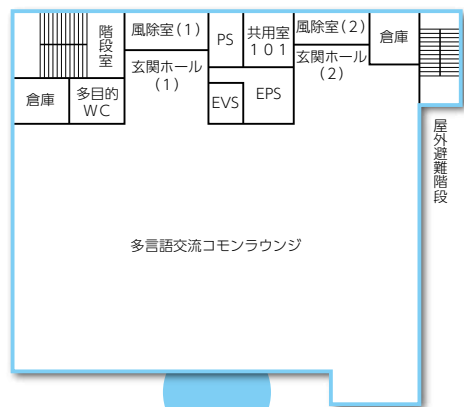 階段室
風除室(1)
PS
共用室
101
風除室(2)
倉庫
玄関ホール
(1)
玄関ホール
(2)
倉庫
多目的
WC
EVS
EPS
屋外避難階段
多言語交流コモンラウンジ